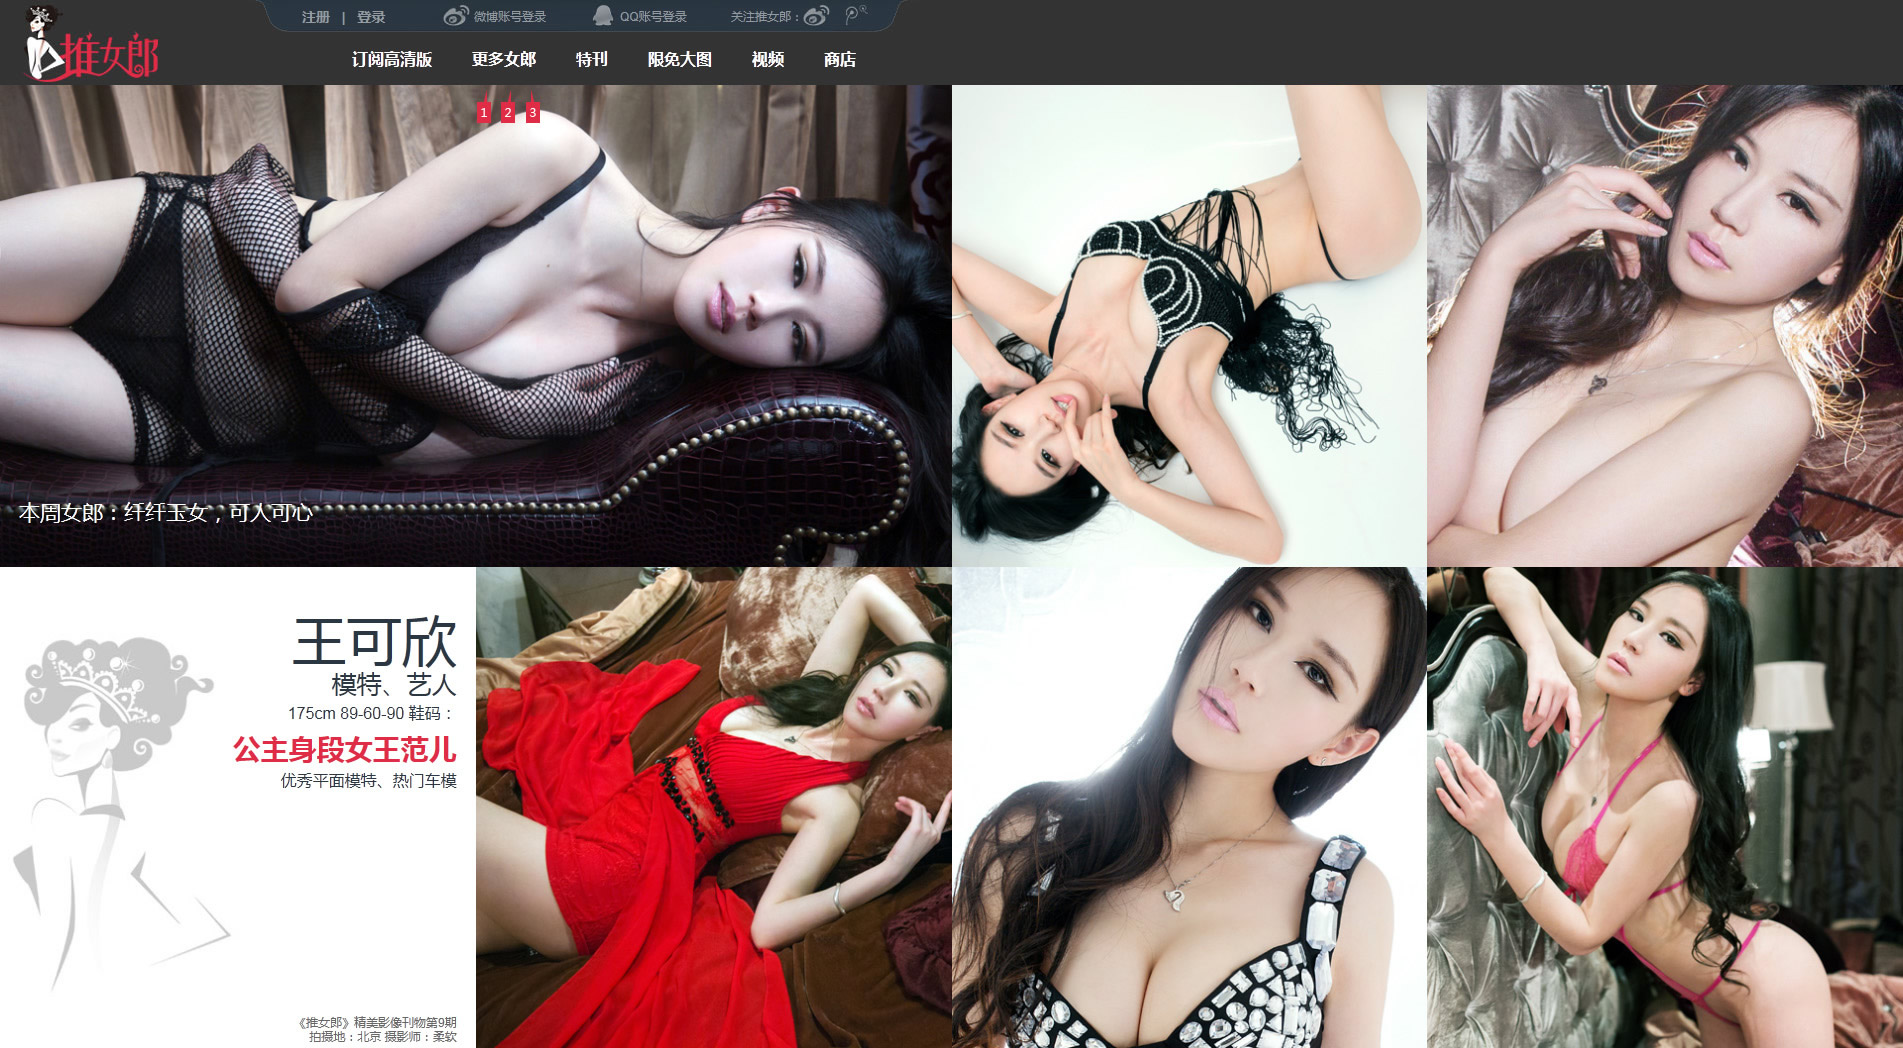 推女郎
注册 | 登录
微博账号登录
QQ账号登录
关注推女郎：
订阅高清版 更多女郎 特刊 限免大图 视频 商店
1 2 3
本周女郎：纤纤玉女，可人可心
王可欣
模特、艺人
175cm 89-60-90 鞋码：
公主身段女王范儿
优秀平面模特、热门车模
《推女郎》精美影像刊物第9期
拍摄地：北京 摄影师：柔软